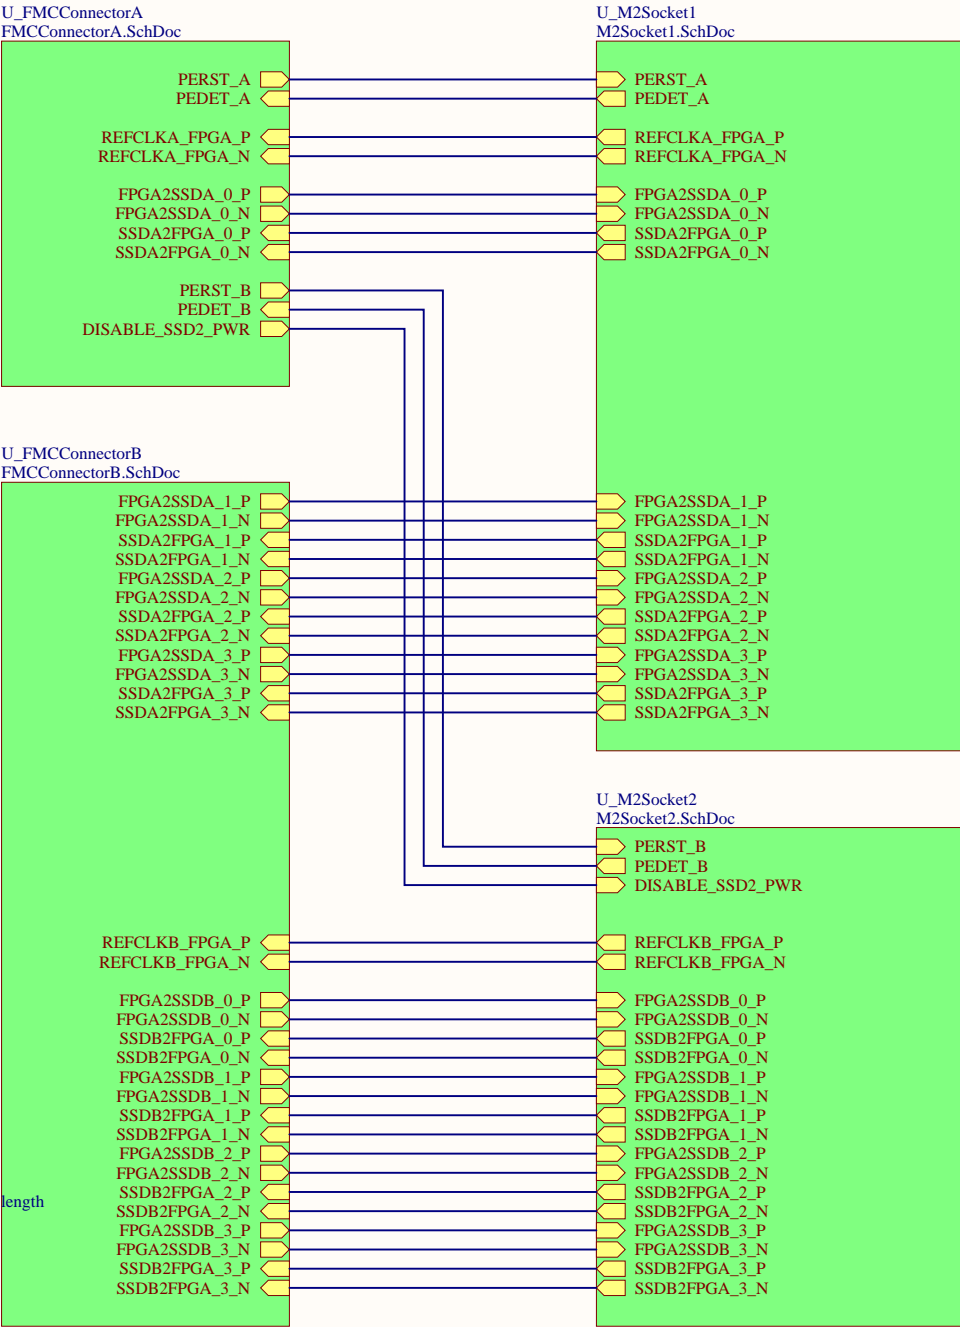 U_FMCConnectorA
FMCConnectorA.SchDoc
PERST_A
PEDET_A
REFCLKA_FPGA_P
REFCLKA_FPGA_N
FPGA2SSDA_0_P
FPGA2SSDA_0_N
SSDA2FPGA_0_P
SSDA2FPGA_0_N
PERST_B
PEDET_B
DISABLE_SSD2_PWR
U_FMCConnectorB
FMCConnectorB.SchDoc
FPGA2SSDA_1_P
FPGA2SSDA_1_N
SSDA2FPGA_1_P
SSDA2FPGA_1_N
FPGA2SSDA_2_P
FPGA2SSDA_2_N
SSDA2FPGA_2_P
SSDA2FPGA_2_N
FPGA2SSDA_3_P
FPGA2SSDA_3_N
SSDA2FPGA_3_P
SSDA2FPGA_3_N
REFCLKB_FPGA_P
REFCLKB_FPGA_N
FPGA2SSDB_0_P
FPGA2SSDB_0_N
SSDB2FPGA_0_P
SSDB2FPGA_0_N
FPGA2SSDB_1_P
FPGA2SSDB_1_N
SSDB2FPGA_1_P
SSDB2FPGA_1_N
FPGA2SSDB_2_P
FPGA2SSDB_2_N
SSDB2FPGA_2_P
length
SSDB2FPGA_2_N
FPGA2SSDB_3_P
FPGA2SSDB_3_N
SSDB2FPGA_3_P
SSDB2FPGA_3_N
U_M2Socket1
M2Socket1.SchDoc
PERST_A
PEDET_A
REFCLKA_FPGA_P
REFCLKA_FPGA_N
FPGA2SSDA_0_P
FPGA2SSDA_0_N
SSDA2FPGA_0_P
SSDA2FPGA_0_N
FPGA2SSDA_1_P
FPGA2SSDA_1_N
SSDA2FPGA_1_P
SSDA2FPGA_1_N
FPGA2SSDA_2_P
FPGA2SSDA_2_N
SSDA2FPGA_2_P
SSDA2FPGA_2_N
FPGA2SSDA_3_P
FPGA2SSDA_3_N
SSDA2FPGA_3_P
SSDA2FPGA_3_N
U_M2Socket2
M2Socket2.SchDoc
PERST_B
PEDET_B
DISABLE_SSD2_PWR
REFCLKB_FPGA_P
REFCLKB_FPGA_N
FPGA2SSDB_0_P
FPGA2SSDB_0_N
SSDB2FPGA_0_P
SSDB2FPGA_0_N
FPGA2SSDB_1_P
FPGA2SSDB_1_N
SSDB2FPGA_1_P
SSDB2FPGA_1_N
FPGA2SSDB_2_P
FPGA2SSDB_2_N
SSDB2FPGA_2_P
SSDB2FPGA_2_N
FPGA2SSDB_3_P
FPGA2SSDB_3_N
SSDB2FPGA_3_P
SSDB2FPGA_3_N